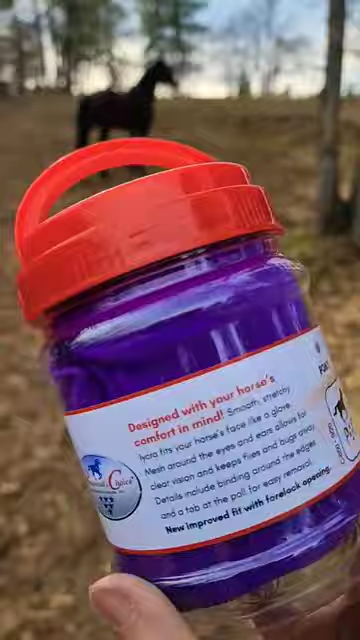 Designed with your horse's
comfort in mind! Smooth, stretchy
lycra fits your horse's face like a glove.
Mesh around the eyes and ears allows for
clear vision and keeps flies and bugs away.
Details include binding around the edges
and a tab at the poll for easy removal.
New improved fit with forelock opening.
Choice